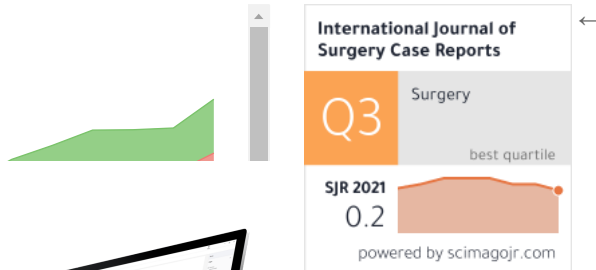 International Journal of
Surgery Case Reports
Q3
Surgery
best quartile
SJR 2021
0.2
powered by scimagojr.com